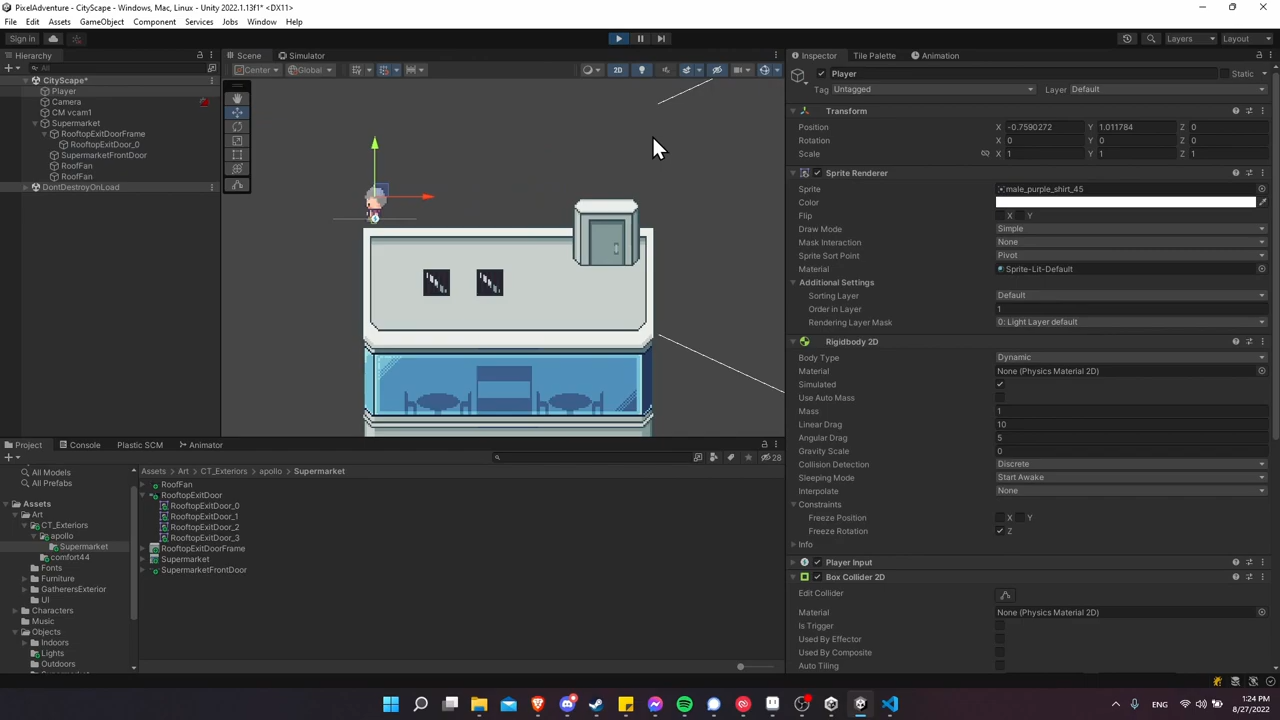 PixelAdventure - CityScape - Windows, Mac, Linux - Unity 2022.1.13f1* <DX11>
File Edit Assets GameObject Component Services Jobs Window Help
Sign in
Layers
Layout
Hierarchy
All
CityScape*
Player
Camera
CM vcam1
Supermarket
RooftopExitDoorFrame
RooftopExitDoor_0
SupermarketFrontDoor
RoofFan
RoofFan
DontDestroyOnLoad
Scene
Simulator
Center
Global
2D
Inspector
Tile Palette
Animation
Player
Static
Tag Untagged
Layer Default
Transform
Position X -0.7590272 Y 1.011784 Z 0
Rotation X 0 Y 0 Z 0
Scale X 1 Y 1 Z 1
Sprite Renderer
Sprite male_purple_shirt_45
Color
Flip X Y
Draw Mode Simple
Mask Interaction None
Sprite Sort Point Pivot
Material Sprite-Lit-Default
Additional Settings
Sorting Layer Default
Order in Layer 1
Rendering Layer Mask 0: Light Layer default
Rigidbody 2D
Body Type Dynamic
Material None (Physics Material 2D)
Simulated
Use Auto Mass
Mass 1
Linear Drag 10
Angular Drag 5
Gravity Scale 0
Collision Detection Discrete
Sleeping Mode Start Awake
Interpolate None
Constraints
Freeze Position X Y
Freeze Rotation Z
Info
Player Input
Box Collider 2D
Edit Collider
Material None (Physics Material 2D)
Is Trigger
Used By Effector
Used By Composite
Auto Tiling
Project
Console
Plastic SCM
Animator
28
All Models
All Prefabs
Assets
Art
CT_Exteriors
apollo
Supermarket
comfort44
Fonts
Furniture
GatherersExterior
UI
Characters
Music
Objects
Indoors
Lights
Outdoors
Assets > Art > CT_Exteriors > apollo > Supermarket
RoofFan
RooftopExitDoor
RooftopExitDoor_0
RooftopExitDoor_1
RooftopExitDoor_2
RooftopExitDoor_3
RooftopExitDoorFrame
Supermarket
SupermarketFrontDoor
ENG
1:24 PM
8/27/2022